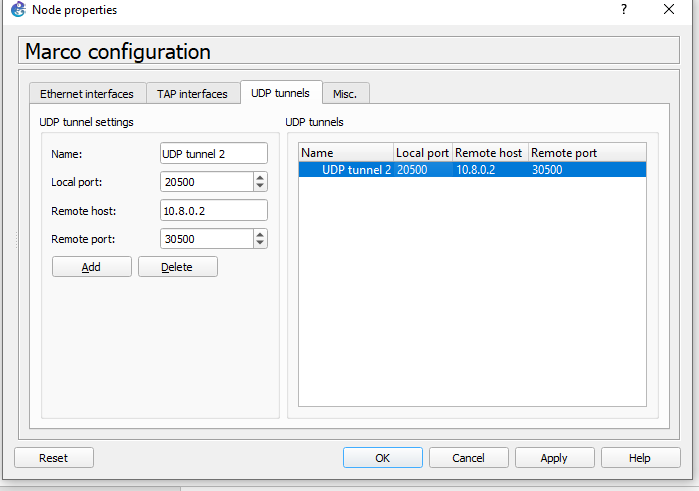 Node properties
?
Marco configuration
Ethernet interfaces TAP interfaces UDP tunnels Misc.
UDP tunnel settings
Name: UDP tunnel 2
Local port: 20500
Remote host: 10.8.0.2
Remote port: 30500
Add Delete
UDP tunnels
Name Local port Remote host Remote port
UDP tunnel 2 20500 10.8.0.2 30500
Reset OK Cancel Apply Help